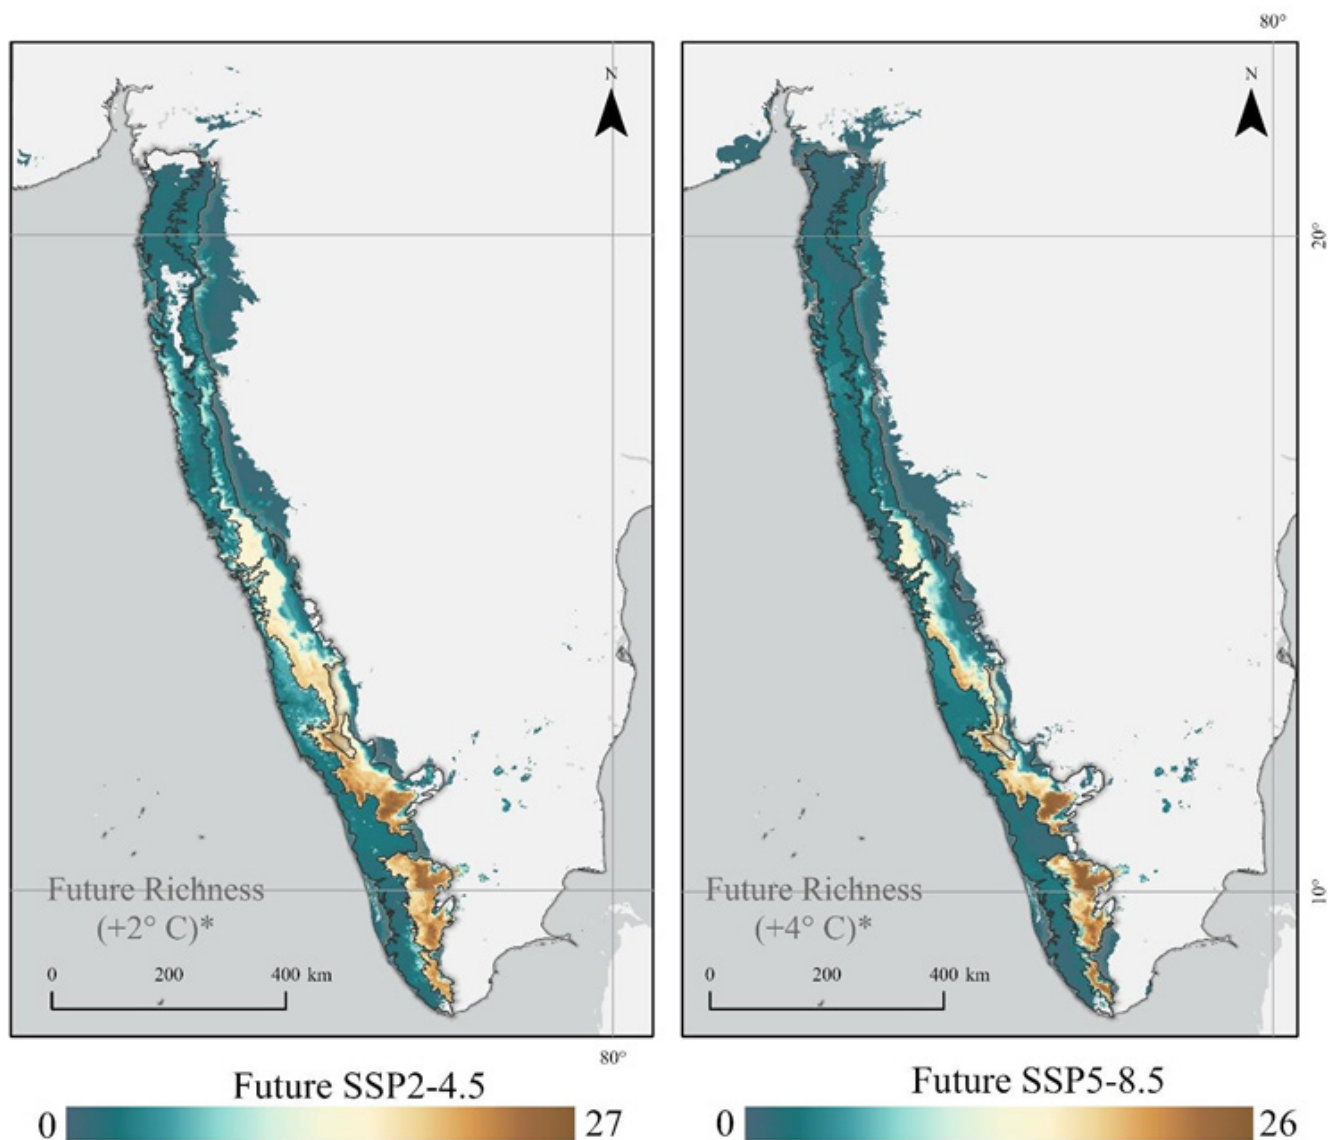 80°
N
N
20°
Future Richness
(+2° C)*
Future Richness
(+4° C)*
10°
0 200 400 km
0 200 400 km
80°
Future SSP2-4.5
Future SSP5-8.5
0 27
0 26